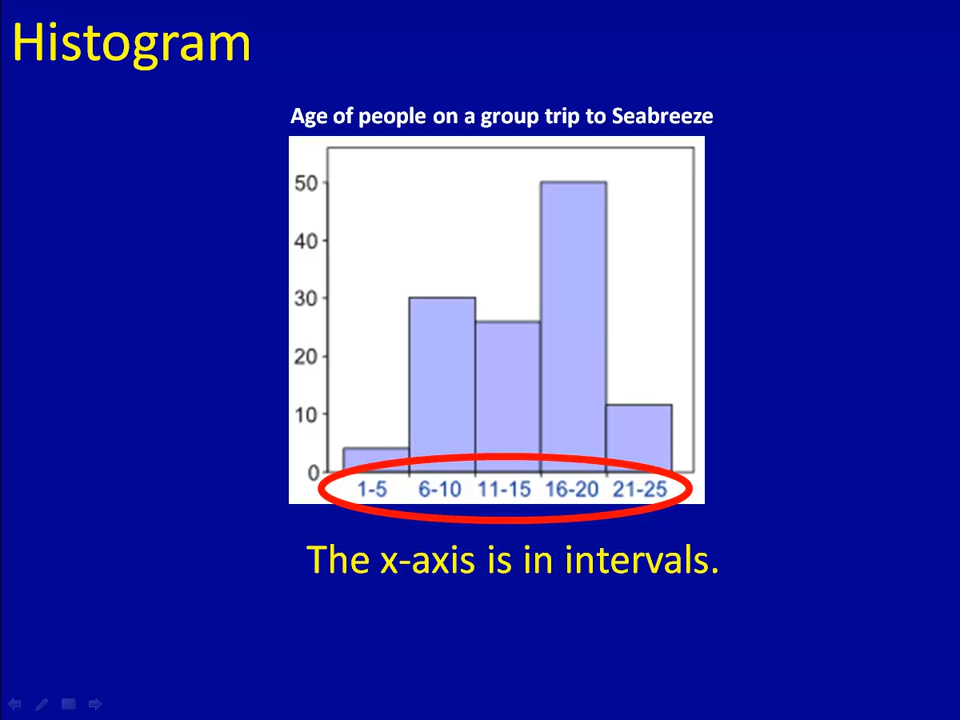 Histogram
Age of people on a group trip to Seabreeze
50
40
30
20
10
0
1-5 6-10 11-15 16-20 21-25
The x-axis is in intervals.